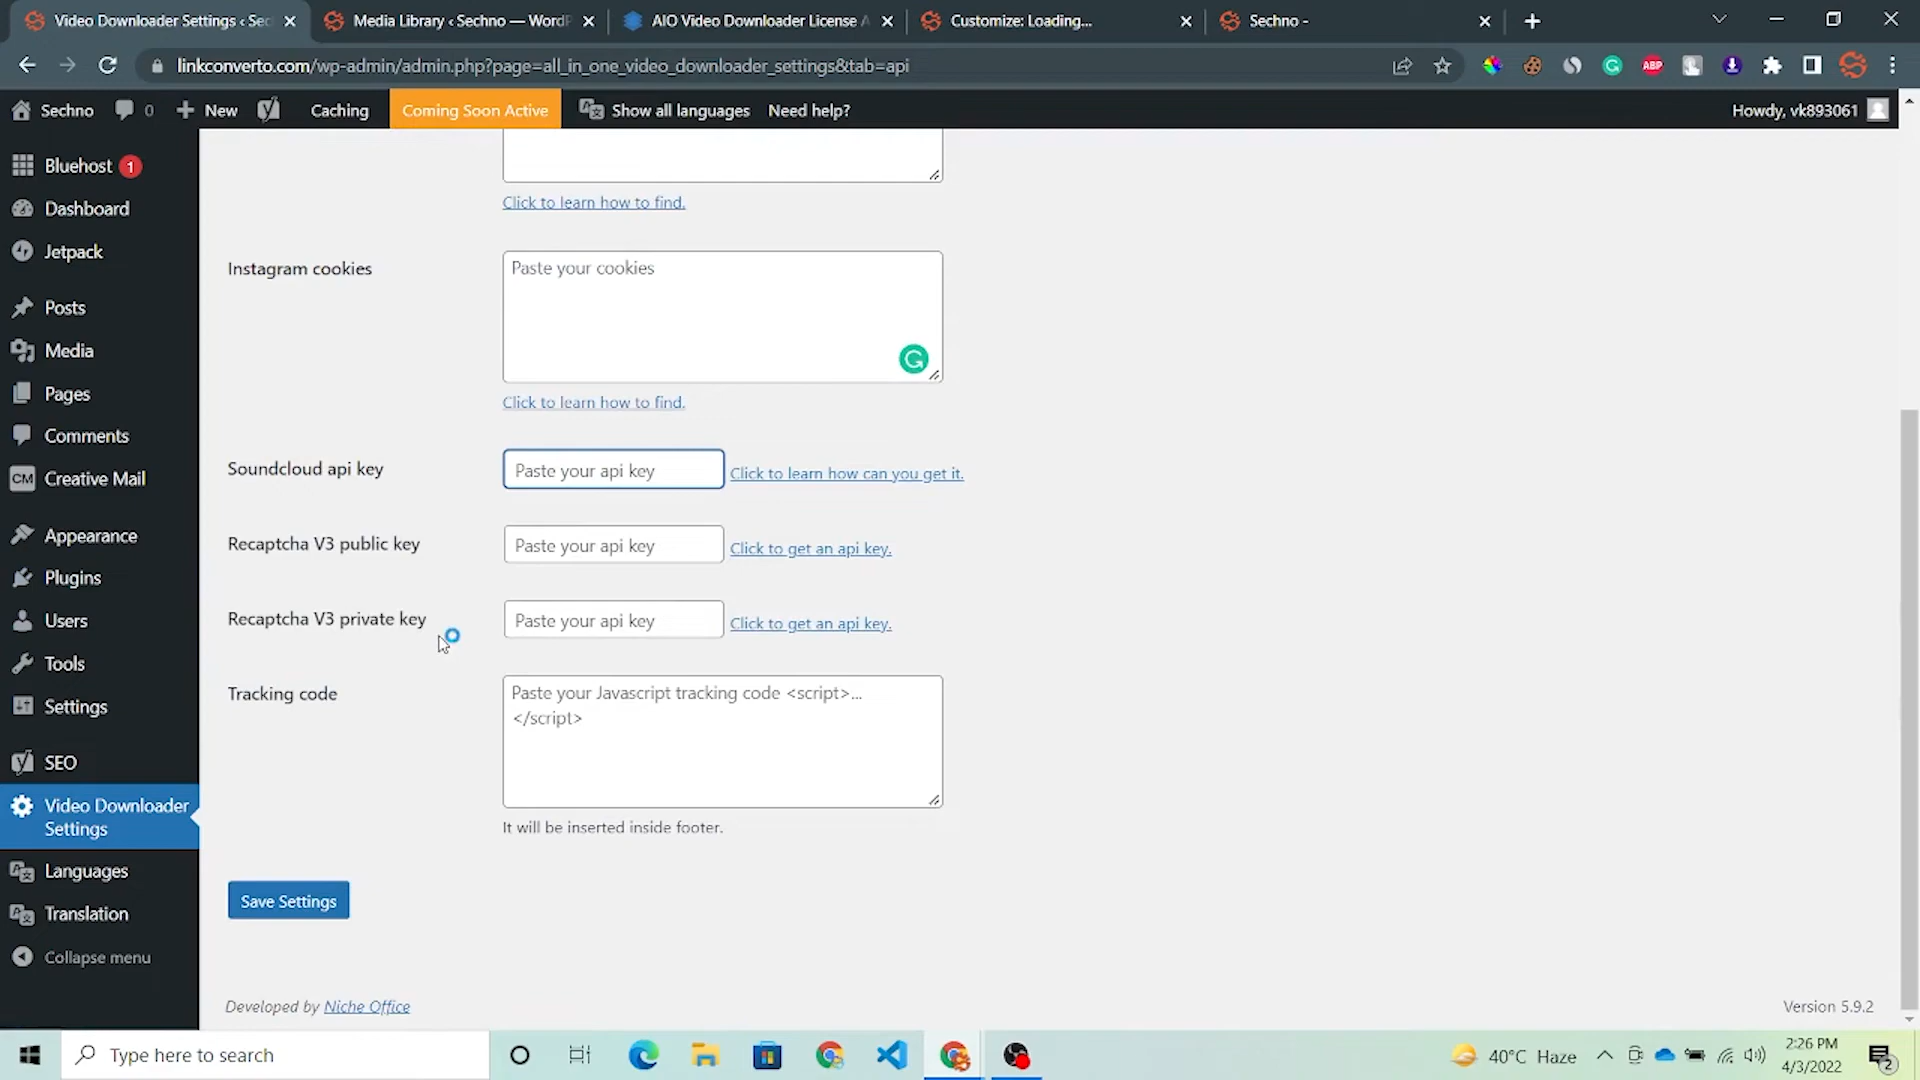 Video Downloader Settings ‹ Sec
Media Library ‹ Sechno — WordP
AIO Video Downloader License A
Customize: Loading...
Sechno -
linkconverto.com/wp-admin/admin.php?page=all_in_one_video_downloader_settings&tab=api
ABP
Sechno
0
New
Caching
Coming Soon Active
Show all languages
Need help?
Howdy, vk893061
Bluehost 1
Dashboard
Jetpack
Posts
Media
Pages
Comments
CM Creative Mail
Appearance
Plugins
Users
Tools
Settings
SEO
Video Downloader
Settings
Languages
Translation
Collapse menu
Click to learn how to find.
Instagram cookies
Paste your cookies
Click to learn how to find.
Soundcloud api key
Paste your api key
Click to learn how can you get it.
Recaptcha V3 public key
Paste your api key
Click to get an api key.
Recaptcha V3 private key
Paste your api key
Click to get an api key.
Tracking code
Paste your Javascript tracking code <script>...
</script>
It will be inserted inside footer.
Save Settings
Developed by Niche Office
Version 5.9.2
Type here to search
40°C Haze
2:26 PM
4/3/2022
2